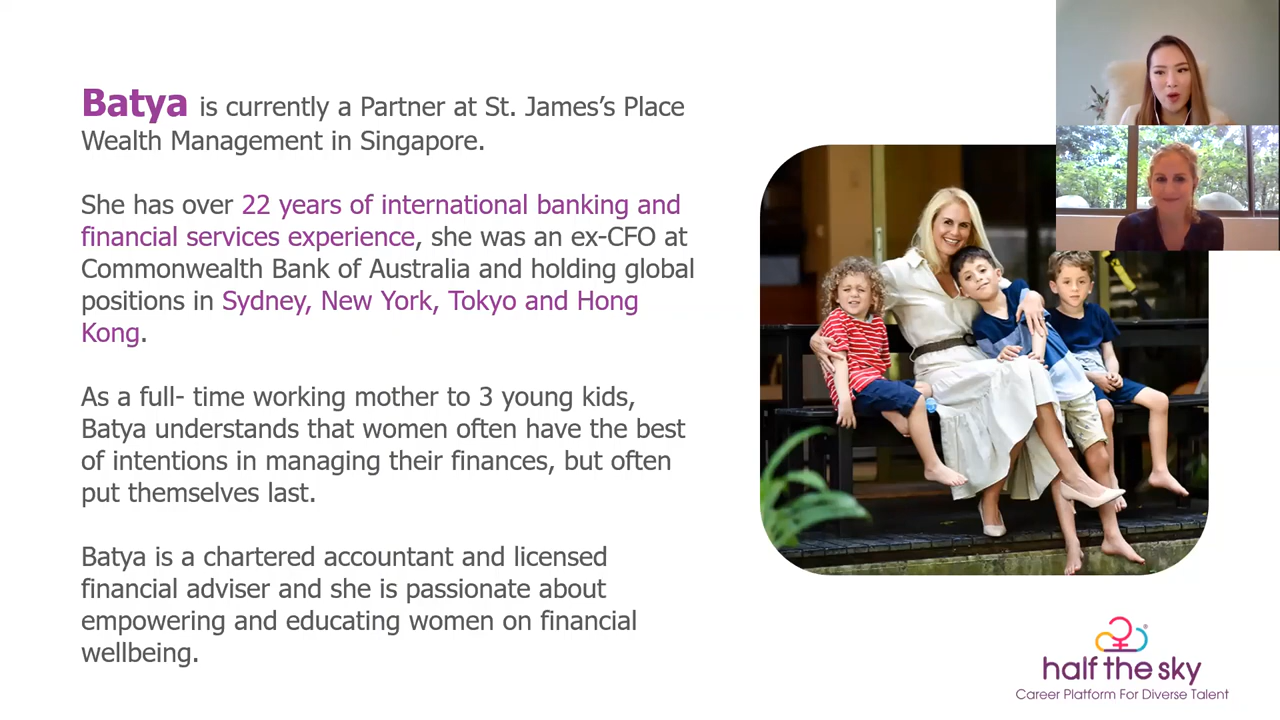 Batya is currently a Partner at St. James's Place
Wealth Management in Singapore.
She has over 22 years of international banking and
financial services experience, she was an ex-CFO at
Commonwealth Bank of Australia and holding global
positions in Sydney, New York, Tokyo and Hong
Kong.
As a full- time working mother to 3 young kids,
Batya understands that women often have the best
of intentions in managing their finances, but often
put themselves last.
Batya is a chartered accountant and licensed
financial adviser and she is passionate about
empowering and educating women on financial
wellbeing.
half the sky
Career Platform For Diverse Talent